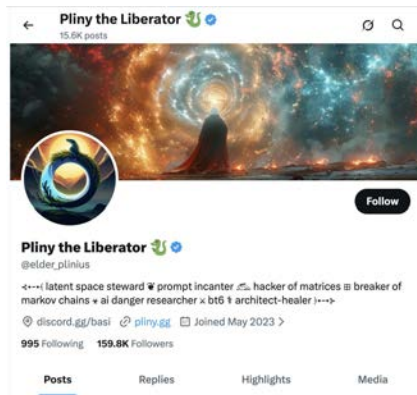 Pliny the Liberator
15.6K posts
Follow
Pliny the Liberator
@elder_plinius
latent space steward prompt incanter hacker of matrices breaker of
markov chains ai danger researcher bt6 architect-healer
discord.gg/basi pliny.gg Joined May 2023
995 Following 159.8K Followers
Posts Replies Highlights Media